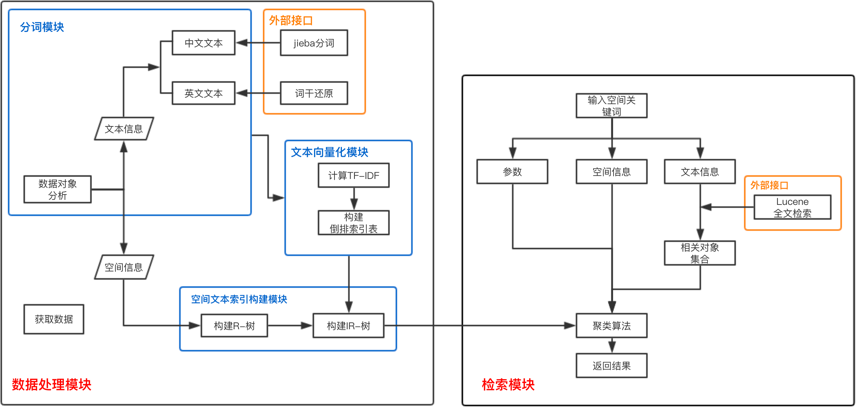 分词模块
外部接口
中文文本
jieba分词
英文文本
词干还原
文本信息
数据对象
分析
文本向量化模块
计算TF-IDF
构建
倒排索引表
空间信息
空间文本索引构建模块
获取数据
构建R-树
构建IR-树
数据处理模块
输入空间关
键词
参数
空间信息
文本信息
外部接口
Lucene
全文检索
相关对象
集合
聚类算法
返回结果
检索模块